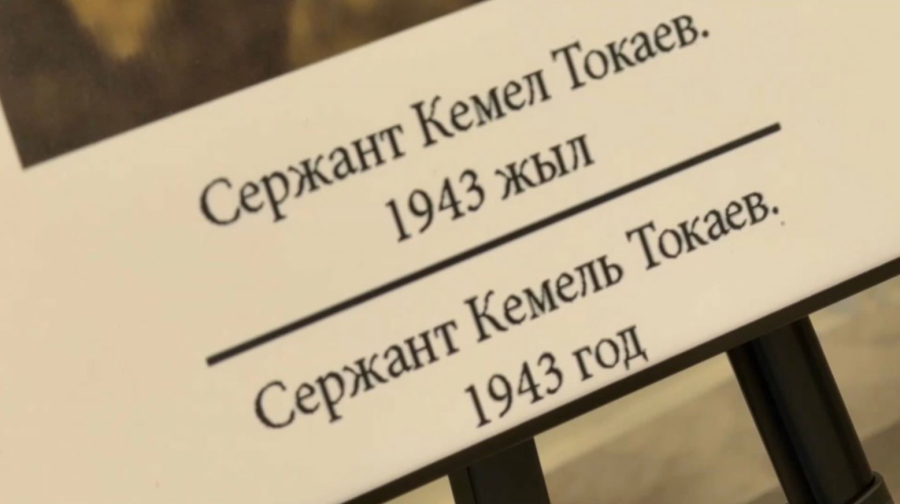 Сержант Кемел Токаев.
1943 жыл
Сержант Кемель Токаев.
1943 год